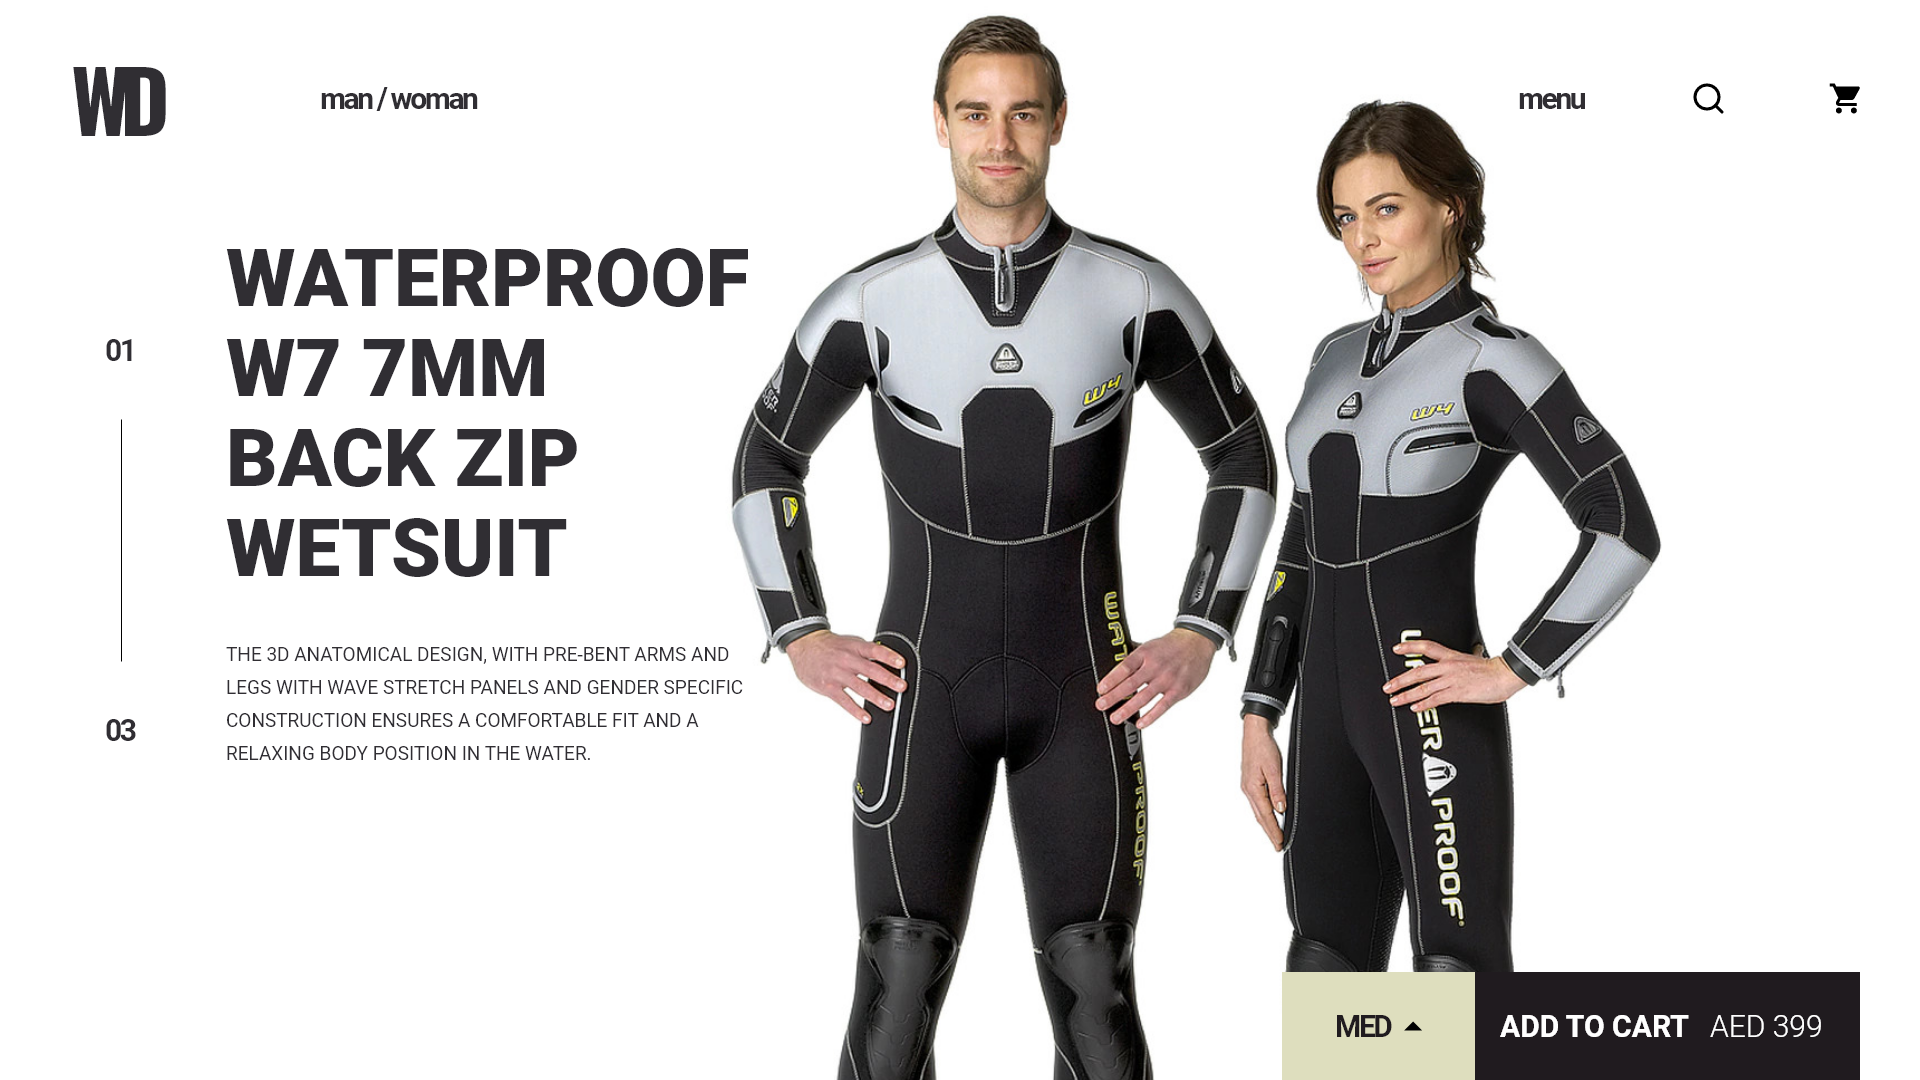 WD
man / woman
menu
WATERPROOF
W7 7MM
BACK ZIP
WETSUIT
01
03
THE 3D ANATOMICAL DESIGN, WITH PRE-BENT ARMS AND
LEGS WITH WAVE STRETCH PANELS AND GENDER SPECIFIC
CONSTRUCTION ENSURES A COMFORTABLE FIT AND A
RELAXING BODY POSITION IN THE WATER.
W4
W4
PROOF
PROOF
MED
ADD TO CART AED 399